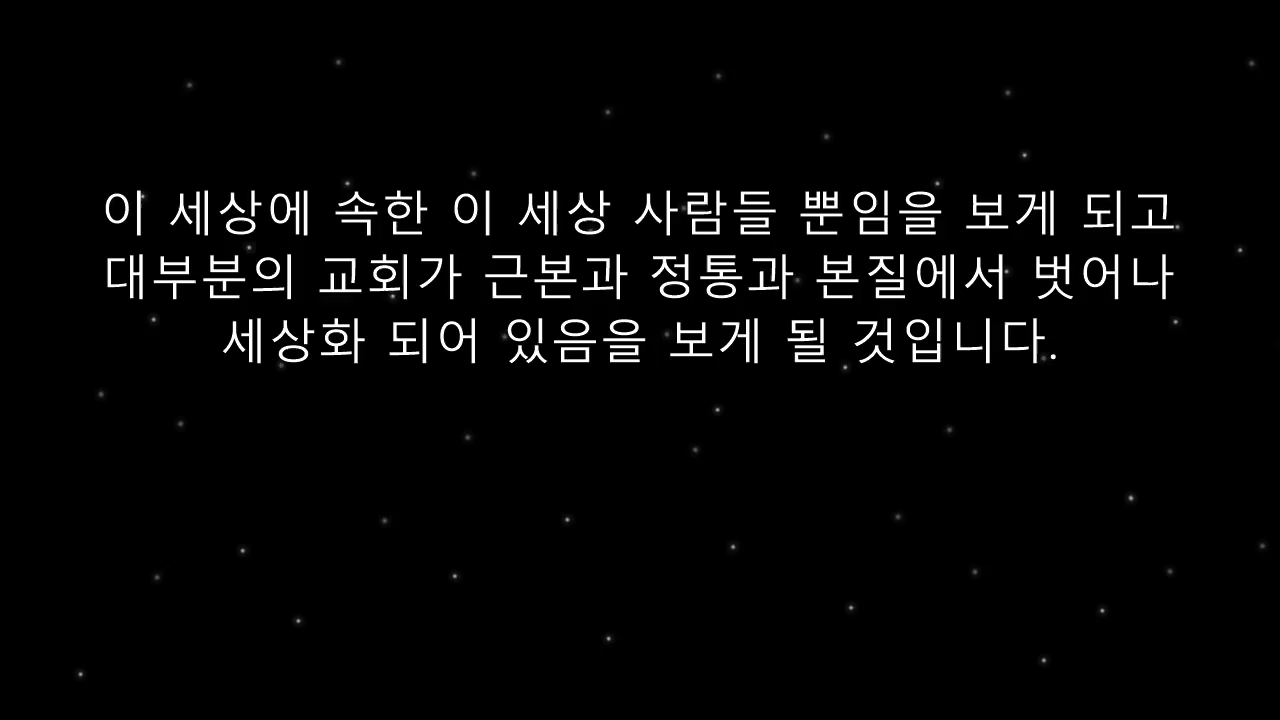 이 세상에 속한 이 세상 사람들 뿐임을 보게 되고
대부분의 교회가 근본과 정통과 본질에서 벗어나
세상화 되어 있음을 보게 될 것입니다.